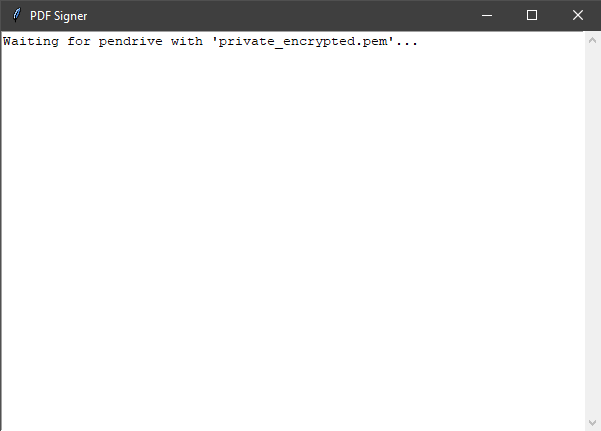 PDF Signer
Waiting for pendrive with 'private_encrypted.pem'...